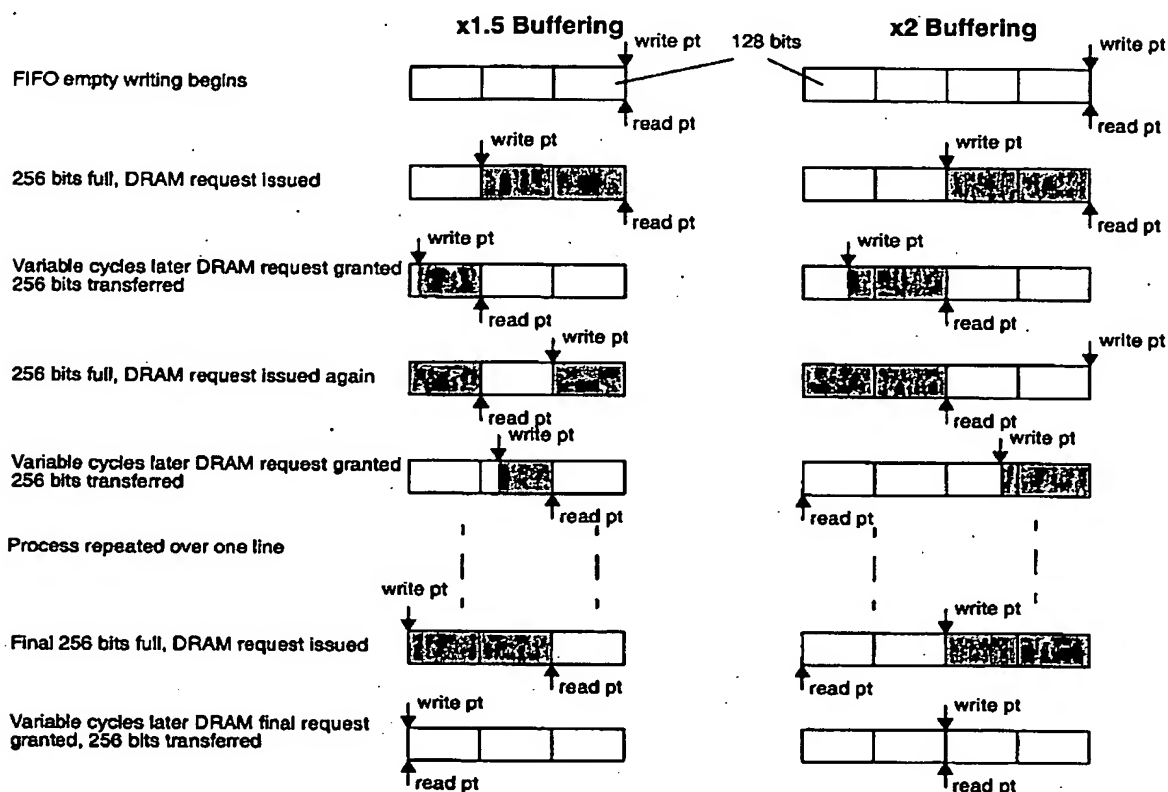 x1.5 Buffering
x2 Buffering
write pt
128 bits
write pt
FIFO empty writing begins
read pt
read pt
write pt
write pt
256 bits full, DRAM request issued
read pt
read pt
write pt
write pt
Variable cycles later DRAM request granted
256 bits transferred
read pt
read pt
write pt
write pt
256 bits full, DRAM request issued again
read pt
read pt
write pt
write pt
Variable cycles later DRAM request granted
256 bits transferred
read pt
read pt
Process repeated over one line
write pt
write pt
Final 256 bits full, DRAM request issued
read pt
read pt
write pt
write pt
Variable cycles later DRAM final request
granted, 256 bits transferred
read pt
read pt